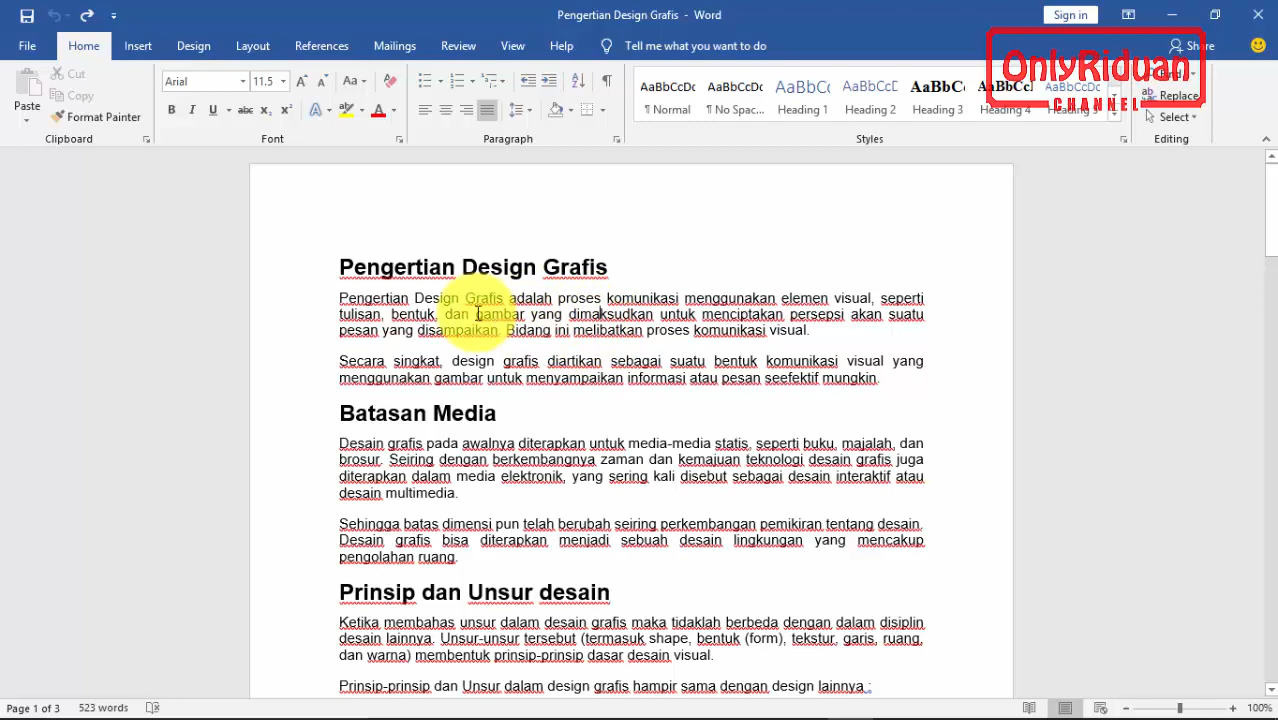 Pengertian Design Grafis - Word
Sign in
File Home Insert Design Layout References Mailings Review View Help Tell me what you want to do Share
OnlyRiduan
CHANNEL
Paste
Cut
Copy
Format Painter
Clipboard
Arial 11.5
Font
Paragraph
AaBbCcDc AaBbCcDc AaBbC AaBbCcD AaBbCc AaBbCc AaBbCcDc
¶ Normal ¶ No Spac... Heading 1 Heading 2 Heading 3 Heading 4 Heading 5
Styles
Find
Replace
Select
Editing
Pengertian Design Grafis
Pengertian Design Grafis adalah proses komunikasi menggunakan elemen visual, seperti
tulisan, bentuk, dan gambar yang dimaksudkan untuk menciptakan persepsi akan suatu
pesan yang disampaikan. Bidang ini melibatkan proses komunikasi visual.
Secara singkat, design grafis diartikan sebagai suatu bentuk komunikasi visual yang
menggunakan gambar untuk menyampaikan informasi atau pesan seefektif mungkin.
Batasan Media
Desain grafis pada awalnya diterapkan untuk media-media statis, seperti buku, majalah, dan
brosur. Seiring dengan berkembangnya zaman dan kemajuan teknologi desain grafis juga
diterapkan dalam media elektronik, yang sering kali disebut sebagai desain interaktif atau
desain multimedia.
Sehingga batas dimensi pun telah berubah seiring perkembangan pemikiran tentang desain.
Desain grafis bisa diterapkan menjadi sebuah desain lingkungan yang mencakup
pengolahan ruang.
Prinsip dan Unsur desain
Ketika membahas unsur dalam desain grafis maka tidaklah berbeda dengan dalam disiplin
desain lainnya. Unsur-unsur tersebut (termasuk shape, bentuk (form), tekstur, garis, ruang,
dan warna) membentuk prinsip-prinsip dasar desain visual.
Prinsip-prinsip dan Unsur dalam design grafis hampir sama dengan design lainnya :
Page 1 of 3 523 words 100%